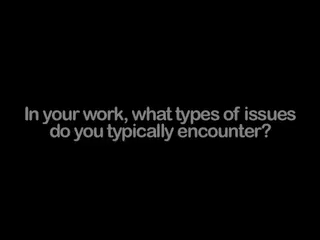 In your work, what types of issues
do you typically encounter?